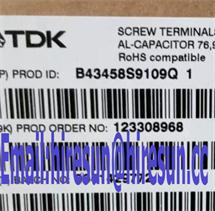 TDK
SCREW TERMINAL
AL-CAPACITOR 76,9
RoHS compatible
P) PROD ID: B43458S9109Q 1
K) PROD ORDER NO: 123308968
Email:hiresun@hiresun.cc